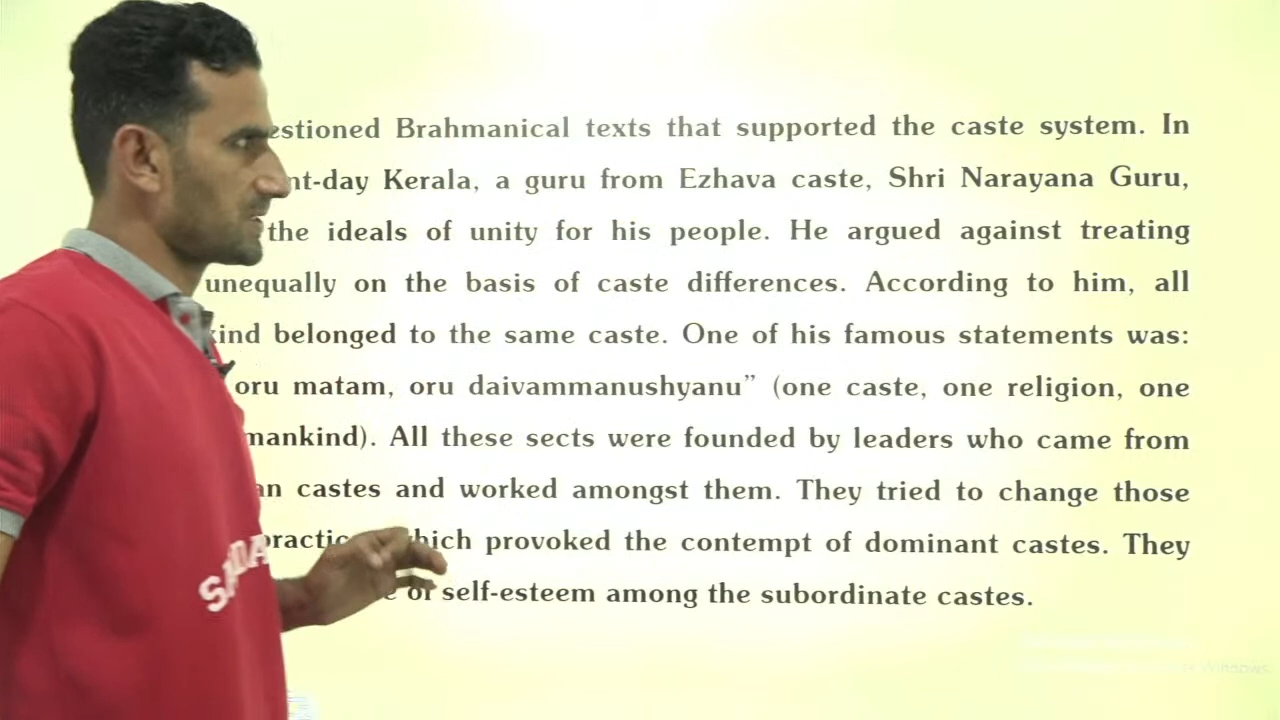 estioned Brahmanical texts that supported the caste system. In
nt-day Kerala, a guru from Ezhava caste, Shri Narayana Guru,
the ideals of unity for his people. He argued against treating
unequally on the basis of caste differences. According to him, all
kind belonged to the same caste. One of his famous statements was:
oru matam, oru daivammanushyanu” (one caste, one religion, one
mankind). All these sects were founded by leaders who came from
an castes and worked amongst them. They tried to change those
practic which provoked the contempt of dominant castes. They
of self-esteem among the subordinate castes.
Windows.